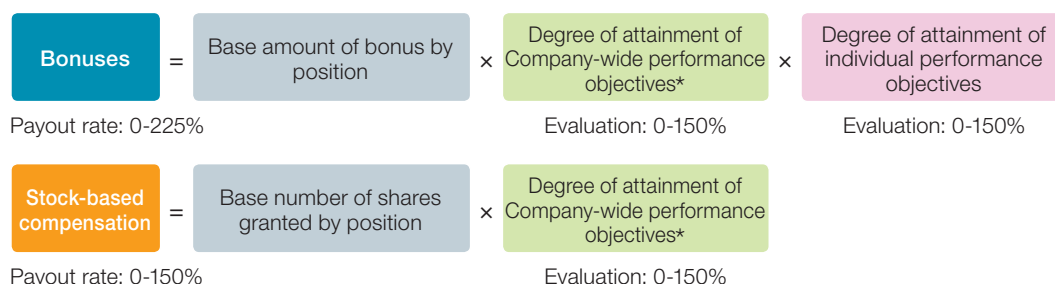 Bonuses
=
Base amount of bonus by
position
×
Degree of attainment of
Company-wide performance
objectives*
×
Degree of attainment of
individual performance
objectives
Payout rate: 0-225%
Evaluation: 0-150%
Evaluation: 0-150%
Stock-based
compensation
=
Base number of shares
granted by position
×
Degree of attainment of
Company-wide performance
objectives*
Payout rate: 0-150%
Evaluation: 0-150%